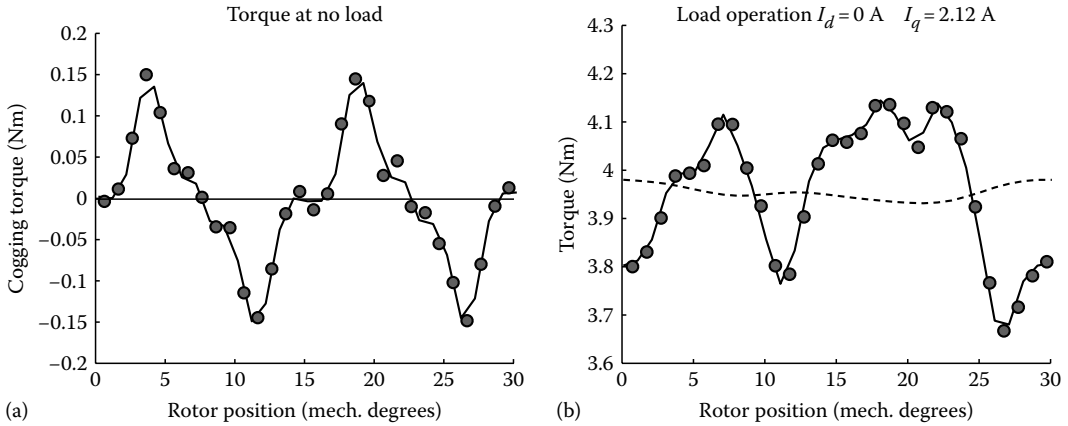 Torque at no load
0.2
0.15
0.1
0.05
0
−0.05
−0.1
−0.15
−0.2
Cogging torque (Nm)
0 5 10 15 20 25 30
Rotor position (mech. degrees)
(a)
Load operation I_d = 0 A I_q = 2.12 A
4.3
4.2
4.1
4
3.9
3.8
3.7
3.6
Torque (Nm)
0 5 10 15 20 25 30
Rotor position (mech. degrees)
(b)